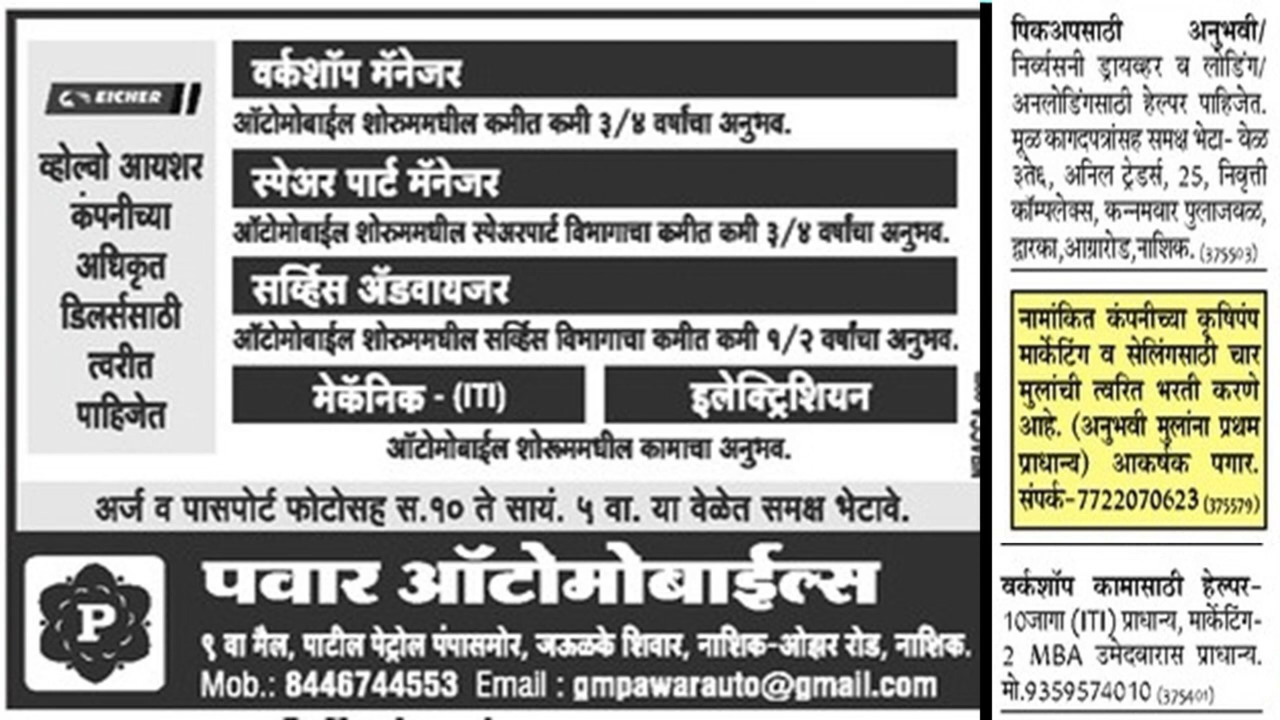 EICHER
व्होल्वो आयशर
कंपनीच्या
अधिकृत
डिलर्ससाठी
त्वरीत
पाहिजेत
वर्कशॉप मॅनेजर
ऑटोमोबाईल शोरुममधील कमीत कमी ३/४ वर्षाचा अनुभव.
स्पेअर पार्ट मॅनेजर
ऑटोमोबाईल शोरुममधील स्पेअरपार्ट विभागाचा कमीत कमी ३/४ वर्षांचा अनुभव.
सर्व्हिस ॲडवायजर
ऑटोमोबाईल शोरुममधील सर्व्हिस विभागाचा कमीत कमी १/२ वर्षांचा अनुभव.
मेकॅनिक - (ITI) इलेक्ट्रिशियन
ऑटोमोबाईल शोरूममधील कामाचा अनुभव.
अर्ज व पासपोर्ट फोटोसह स.१० ते सायं. ५ वा. या वेळेत समक्ष भेटावे.
P
पवार ऑटोमोबाईल्स
९ वा मैल, पाटील पेट्रोल पंपासमोर, जऊळके शिवार, नाशिक-ओझर रोड, नाशिक.
Mob.: 8446744553 Email : gmpawarauto@gmail.com
पिकअपसाठी अनुभवी/
निर्व्यसनी ड्रायव्हर व लोडिंग/
अनलोडिंगसाठी हेल्पर पाहिजेत.
मूळ कागदपत्रांसह समक्ष भेटा- वेळ
३ते६, अनिल ट्रेडर्स, 25, निवृत्ती
कॉम्पलेक्स, कन्नमवार पुलाजवळ,
द्वारका,आग्रारोड,नाशिक. (375503)
नामांकित कंपनीच्या कृषिपंप
मार्केटिंग व सेलिंगसाठी चार
मुलांची त्वरित भरती करणे
आहे. (अनुभवी मुलांना प्रथम
प्राधान्य) आकर्षक पगार.
संपर्क-7722070623 (375579)
वर्कशॉप कामासाठी हेल्पर-
10जागा (ITI) प्राधान्य, मार्केटिंग-
2 MBA उमेदवारास प्राधान्य.
मो.9359574010 (375401)